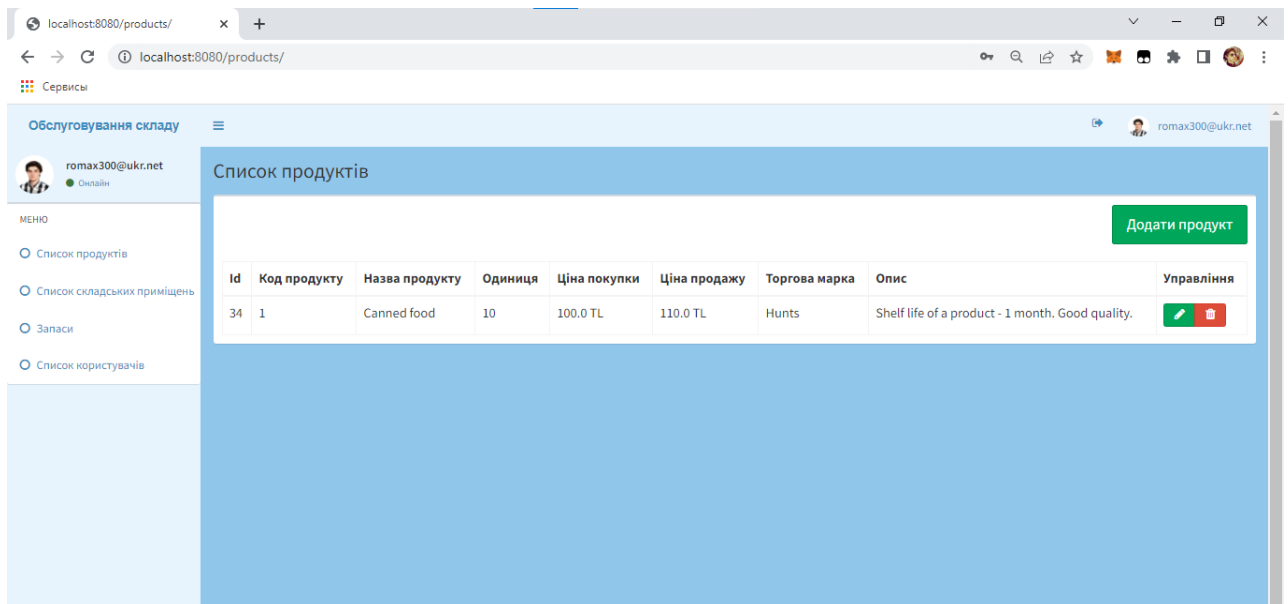 localhost:8080/products/
localhost:8080/products/
Сервисы
Обслуговування складу
romax300@ukr.net
romax300@ukr.net
Онлайн
Список продуктів
МЕНЮ
Додати продукт
Список продуктів
Список складських приміщень
Запаси
Список користувачів
Id Код продукту Назва продукту Одиниця Ціна покупки Ціна продажу Торгова марка Опис Управління
34 1 Canned food 10 100.0 TL 110.0 TL Hunts Shelf life of a product - 1 month. Good quality.